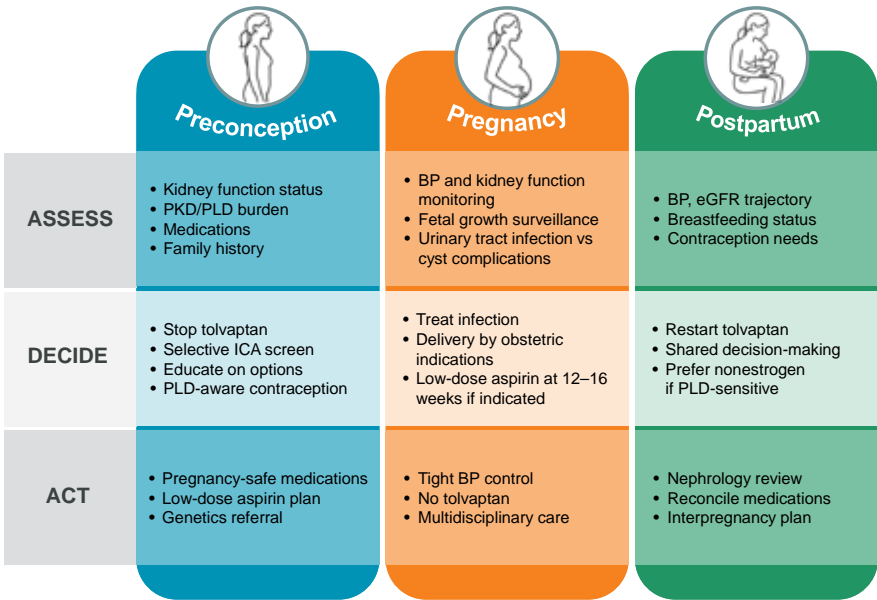 Preconception
Pregnancy
Postpartum
ASSESS
• Kidney function status
• PKD/PLD burden
• Medications
• Family history
• BP and kidney function
monitoring
• Fetal growth surveillance
• Urinary tract infection vs
cyst complications
• BP, eGFR trajectory
• Breastfeeding status
• Contraception needs
DECIDE
• Stop tolvaptan
• Selective ICA screen
• Educate on options
• PLD-aware contraception
• Treat infection
• Delivery by obstetric
indications
• Low-dose aspirin at 12–16
weeks if indicated
• Restart tolvaptan
• Shared decision-making
• Prefer nonestrogen
if PLD-sensitive
ACT
• Pregnancy-safe medications
• Low-dose aspirin plan
• Genetics referral
• Tight BP control
• No tolvaptan
• Multidisciplinary care
• Nephrology review
• Reconcile medications
• Interpregnancy plan